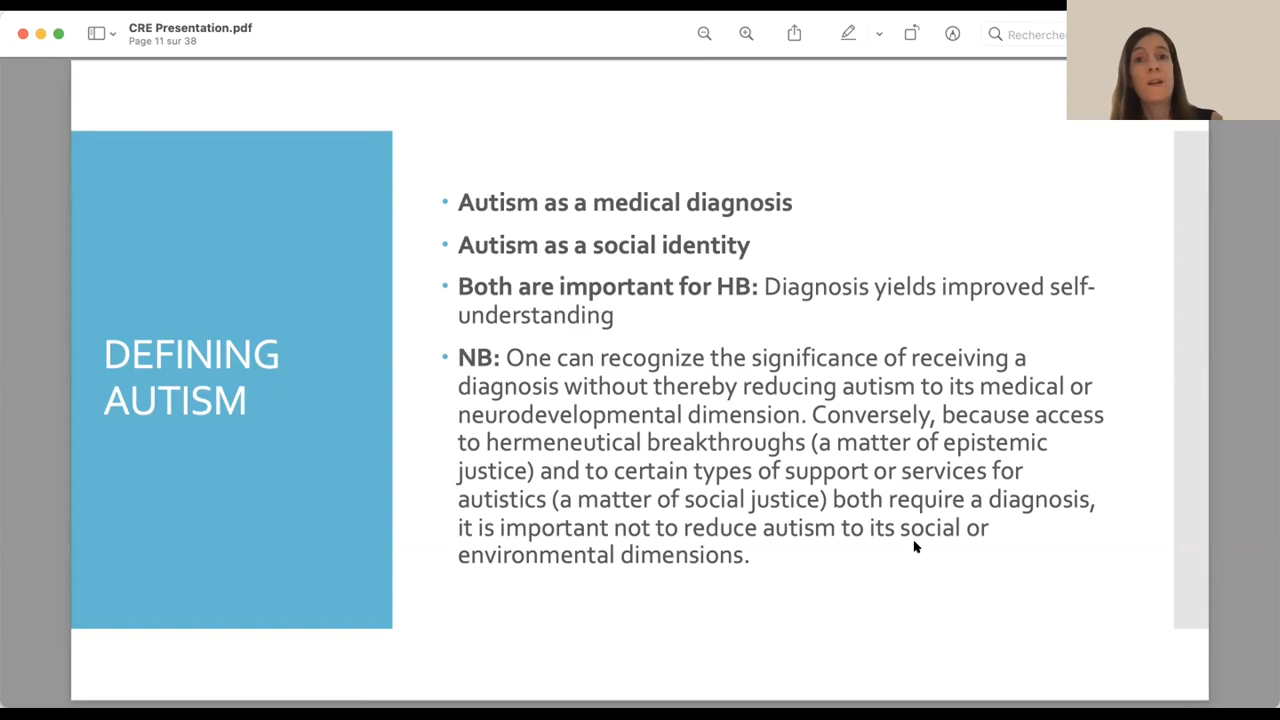 CRE Presentation.pdf
Page 11 sur 38
Rechercher
DEFINING
AUTISM
• Autism as a medical diagnosis
• Autism as a social identity
• Both are important for HB: Diagnosis yields improved self-
understanding
• NB: One can recognize the significance of receiving a
diagnosis without thereby reducing autism to its medical or
neurodevelopmental dimension. Conversely, because access
to hermeneutical breakthroughs (a matter of epistemic
justice) and to certain types of support or services for
autistics (a matter of social justice) both require a diagnosis,
it is important not to reduce autism to its social or
environmental dimensions.